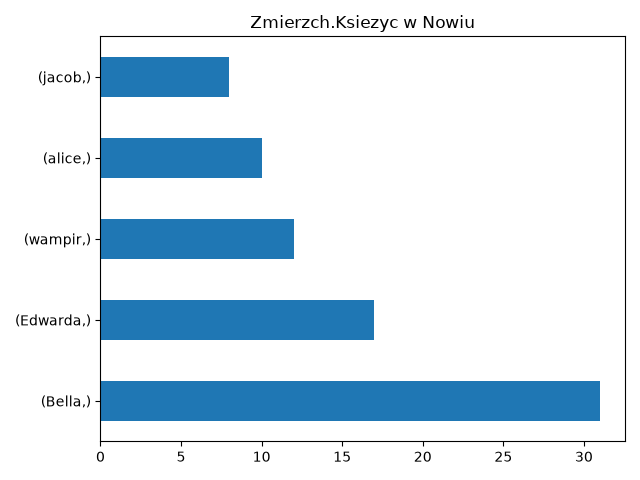 Zmierzch.Ksiezyc w Nowiu
(jacob,)
(alice,)
(wampir,)
(Edwarda,)
(Bella,)
0 5 10 15 20 25 30